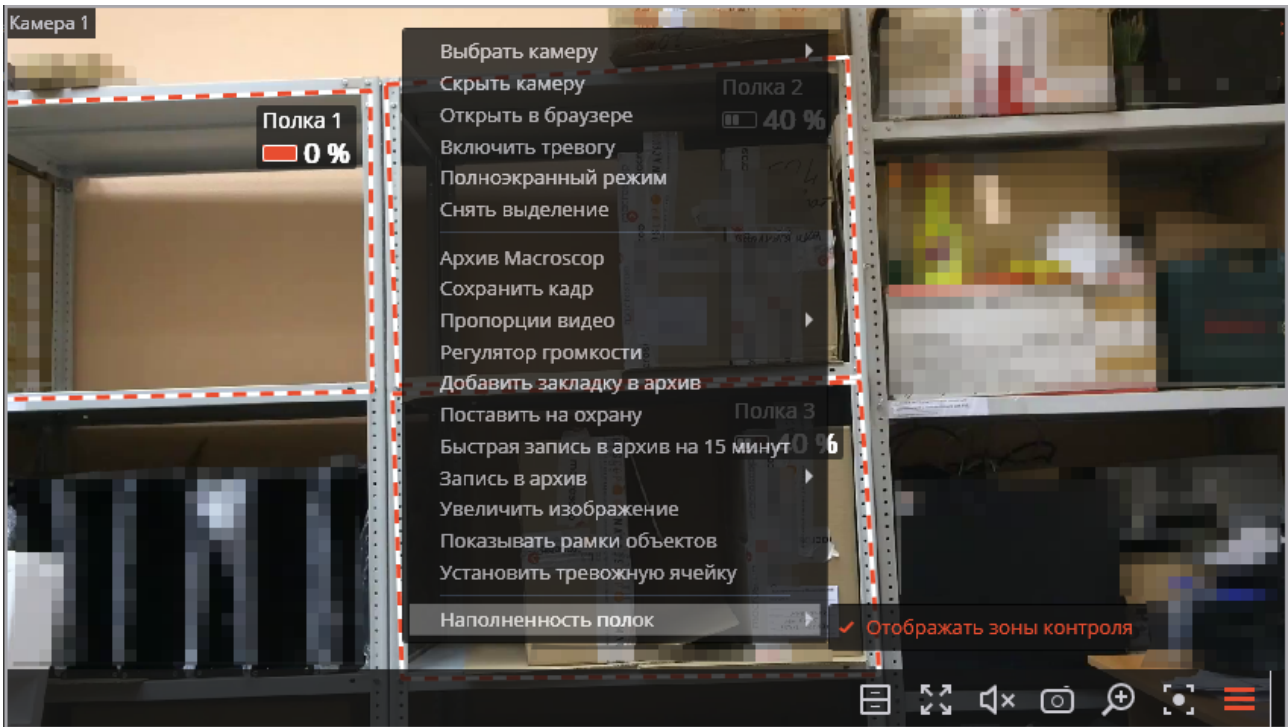 Камера 1
Выбрать камеру
Скрыть камеру
Полка 2
Открыть в браузере
40 %
Полка 1
0 %
Включить тревогу
Полноэкранный режим
Снять выделение
Архив Macroscop
Сохранить кадр
Пропорции видео
Регулятор громкости
Добавить закладку в архив
Поставить на охрану
Полка 3
Быстрая запись в архив на 15 минут
0 %
Запись в архив
Увеличить изображение
Показывать рамки объектов
Установить тревожную ячейку
Наполненность полок
Отображать зоны контроля